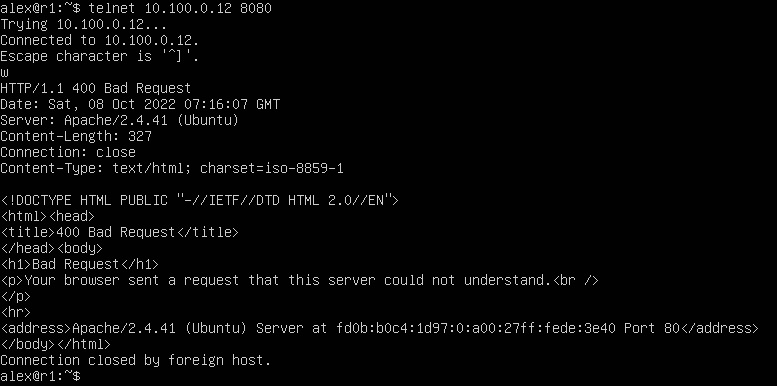 alex@r1:~$ telnet 10.100.0.12 8080
Trying 10.100.0.12...
Connected to 10.100.0.12.
Escape character is '^]'.
w
HTTP/1.1 400 Bad Request
Date: Sat, 08 Oct 2022 07:16:07 GMT
Server: Apache/2.4.41 (Ubuntu)
Content-Length: 327
Connection: close
Content-Type: text/html; charset=iso-8859-1

<!DOCTYPE HTML PUBLIC "-//IETF//DTD HTML 2.0//EN">
<html><head>
<title>400 Bad Request</title>
</head><body>
<h1>Bad Request</h1>
<p>Your browser sent a request that this server could not understand.<br />
</p>
<hr>
<address>Apache/2.4.41 (Ubuntu) Server at fd0b:b0c4:1d97:0:a00:27ff:fede:3e40 Port 80</address>
</body></html>
Connection closed by foreign host.
alex@r1:~$